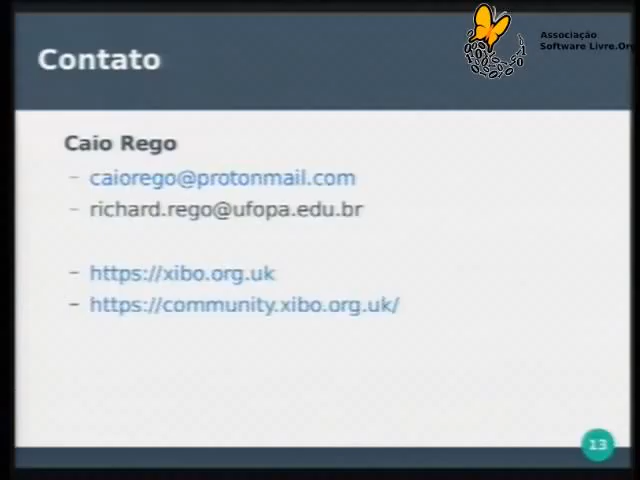 Contato
Associação
Software Livre.Or
Caio Rego
- caiorego@protonmail.com
- richard.rego@ufopa.edu.br
- https://xibo.org.uk
- https://community.xibo.org.uk/
13